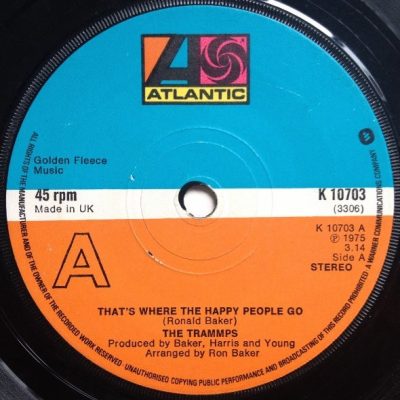 ATLANTIC
Golden Fleece
Music
45 rpm
Made in UK
K 10703
(3306)
A
K 10703 A
℗ 1975
3.14
Side A
STEREO
THAT'S WHERE THE HAPPY PEOPLE GO
(Ronald Baker)
THE TRAMMPS
Produced by Baker, Harris and Young
Arranged by Ron Baker
ALL RIGHTS OF THE MANUFACTURER AND OF THE OWNER OF THE RECORDED WORK RESERVED UNAUTHORISED COPYING PUBLIC PERFORMANCE AND BROADCASTING OF THIS RECORD PROHIBITED A WARNER COMMUNICATIONS COMPANY